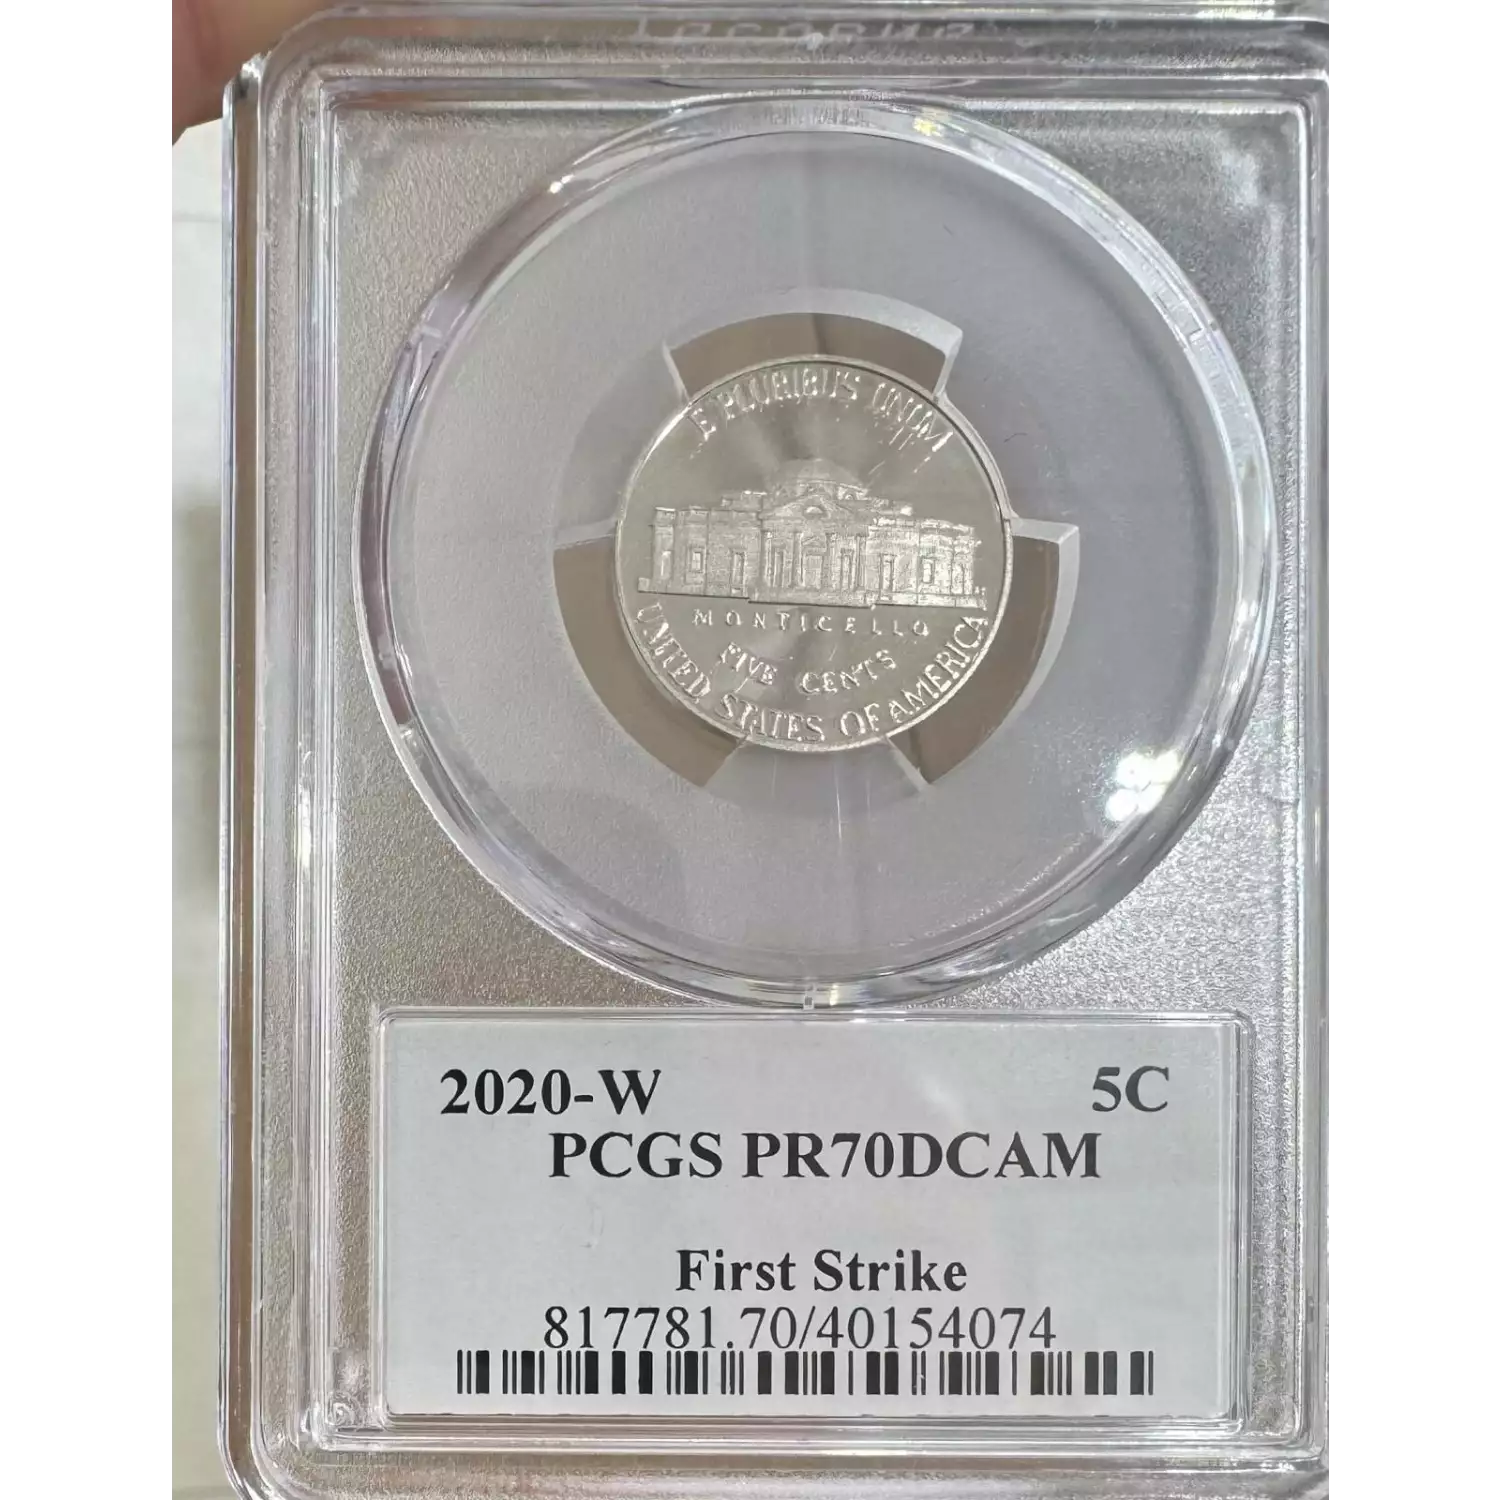 E PLURIBUS UNUM
MONTICELLO
FIVE CENTS
UNITED STATES OF AMERICA
2020-W 5C
PCGS PR70DCAM
First Strike
817781.70/40154074